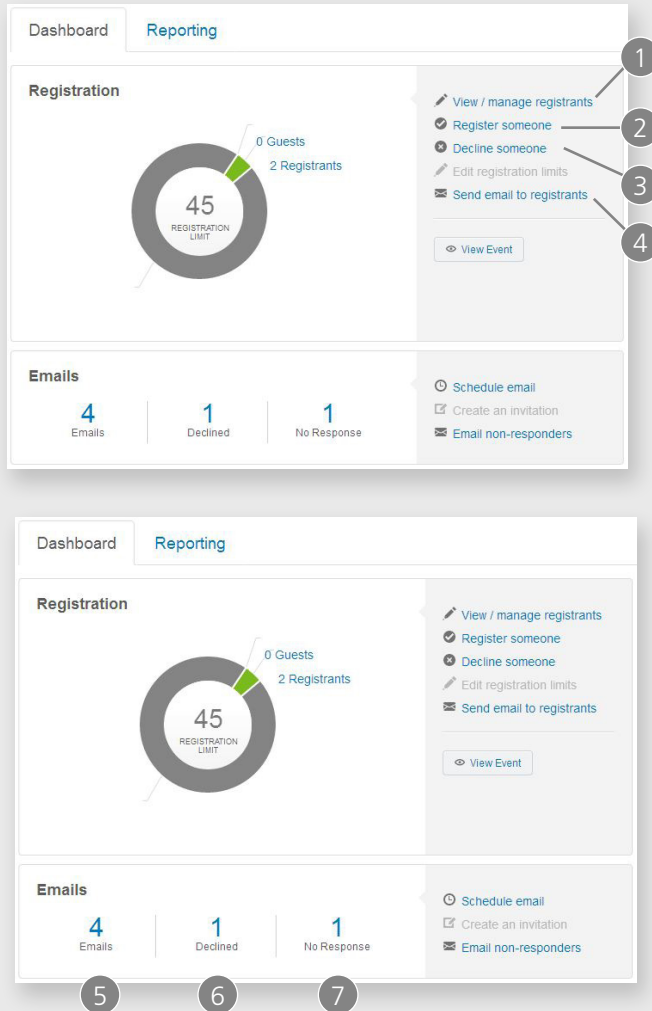 Dashboard Reporting
Registration
0 Guests
2 Registrants
45
REGISTRATION
LIMIT
View / manage registrants
Register someone
Decline someone
Edit registration limits
Send email to registrants
View Event
1
2
3
4
Emails
4 1 1
Emails Declined No Response
Schedule email
Create an invitation
Email non-responders
Dashboard Reporting
Registration
0 Guests
2 Registrants
45
REGISTRATION
LIMIT
View / manage registrants
Register someone
Decline someone
Edit registration limits
Send email to registrants
View Event
Emails
4 1 1
Emails Declined No Response
Schedule email
Create an invitation
Email non-responders
5 6 7